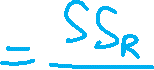 = SS_R